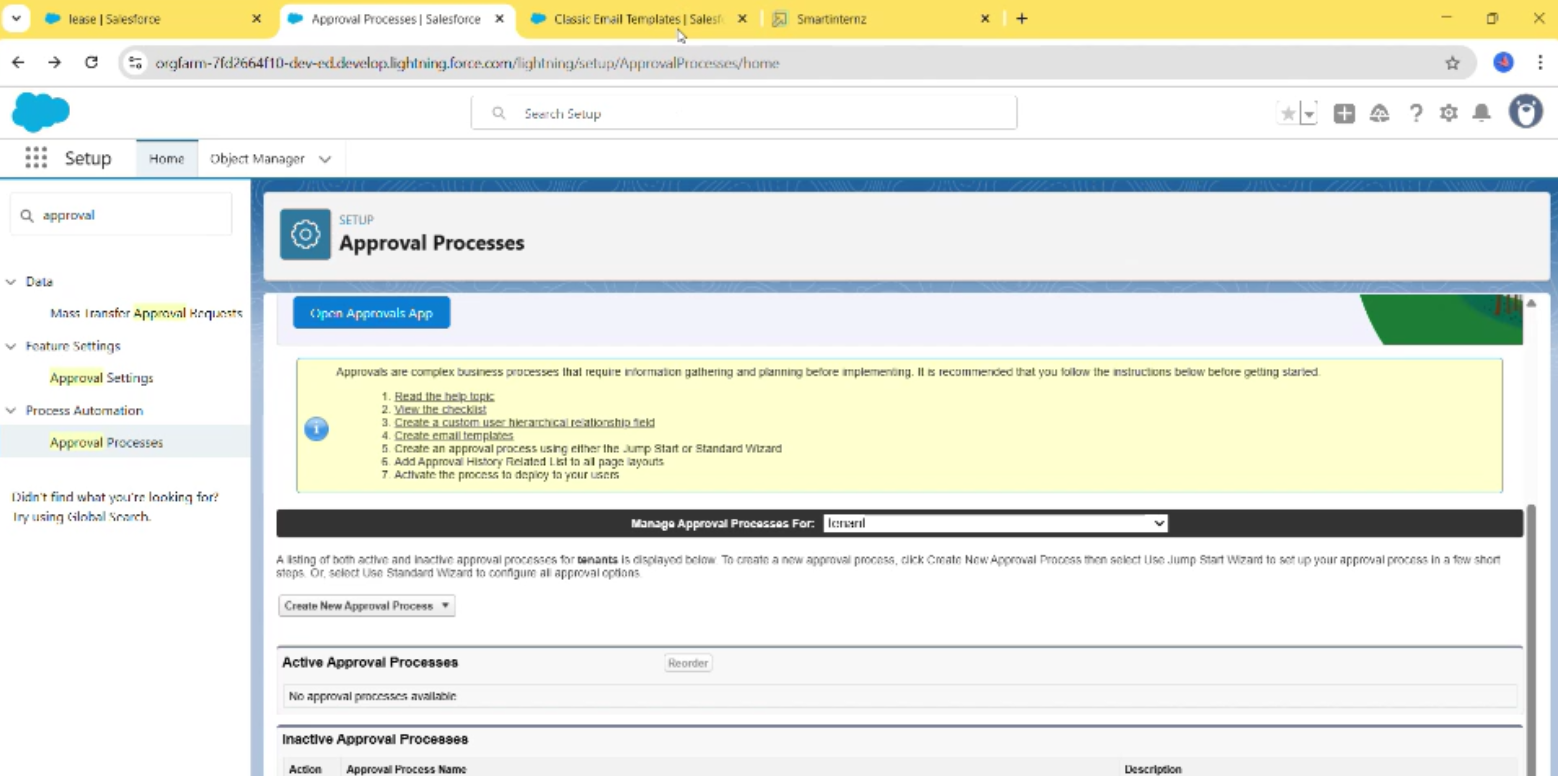 lease | Salesforce
Approval Processes | Salesforce
Classic Email Templates | Salesf
Smartinternz
orgfarm-7fd2664f10-dev-ed.develop.lightning.force.com/lightning/setup/ApprovalProcesses/home
Search Setup
Setup
Home
Object Manager
approval
Data
Mass Transfer Approval Requests
Feature Settings
Approval Settings
Process Automation
Approval Processes
Didn't find what you're looking for?
Try using Global Search.
SETUP
Approval Processes
Open Approvals App
Approvals are complex business processes that require information gathering and planning before implementing. It is recommended that you follow the instructions below before getting started.
1. Read the help topic
2. View the checklist
3. Create a custom user hierarchical relationship field
4. Create email templates
5. Create an approval process using either the Jump Start or Standard Wizard
6. Add Approval History Related List to all page layouts
7. Activate the process to deploy to your users
Manage Approval Processes For: tenant
A listing of both active and inactive approval processes for tenants is displayed below. To create a new approval process, click Create New Approval Process then select Use Jump Start Wizard to set up your approval process in a few short
steps. Or, select Use Standard Wizard to configure all approval options.
Create New Approval Process
Active Approval Processes
Reorder
No approval processes available
Inactive Approval Processes
Action
Approval Process Name
Description